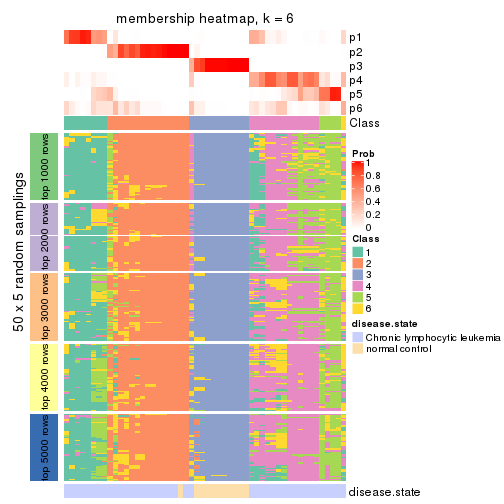 membership heatmap, k = 6
p1
p2
p3
p4
p5
p6
Class
50 x 5 random samplings
top 1000 rows
top 2000 rows
top 3000 rows
top 4000 rows
top 5000 rows
disease.state
Prob
1
0.8
0.6
0.4
0.2
0
Class
1
2
3
4
5
6
disease.state
Chronic lymphocytic leukemia
normal control